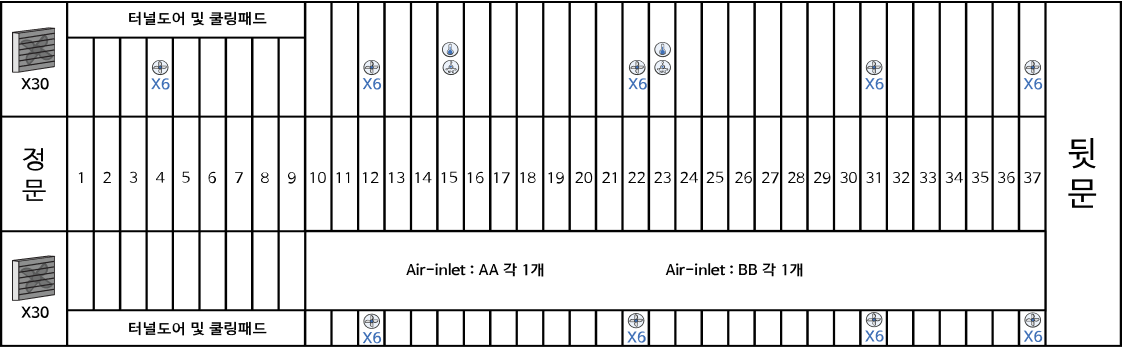 터널도어 및 쿨링패드
X30
X6
X6
X6
X6
X6
정문
1 2 3 4 5 6 7 8 9 10 11 12 13 14 15 16 17 18 19 20 21 22 23 24 25 26 27 28 29 30 31 32 33 34 35 36 37
뒷문
Air-inlet : AA 각 1개
Air-inlet : BB 각 1개
X30
터널도어 및 쿨링패드
X6
X6
X6
X6